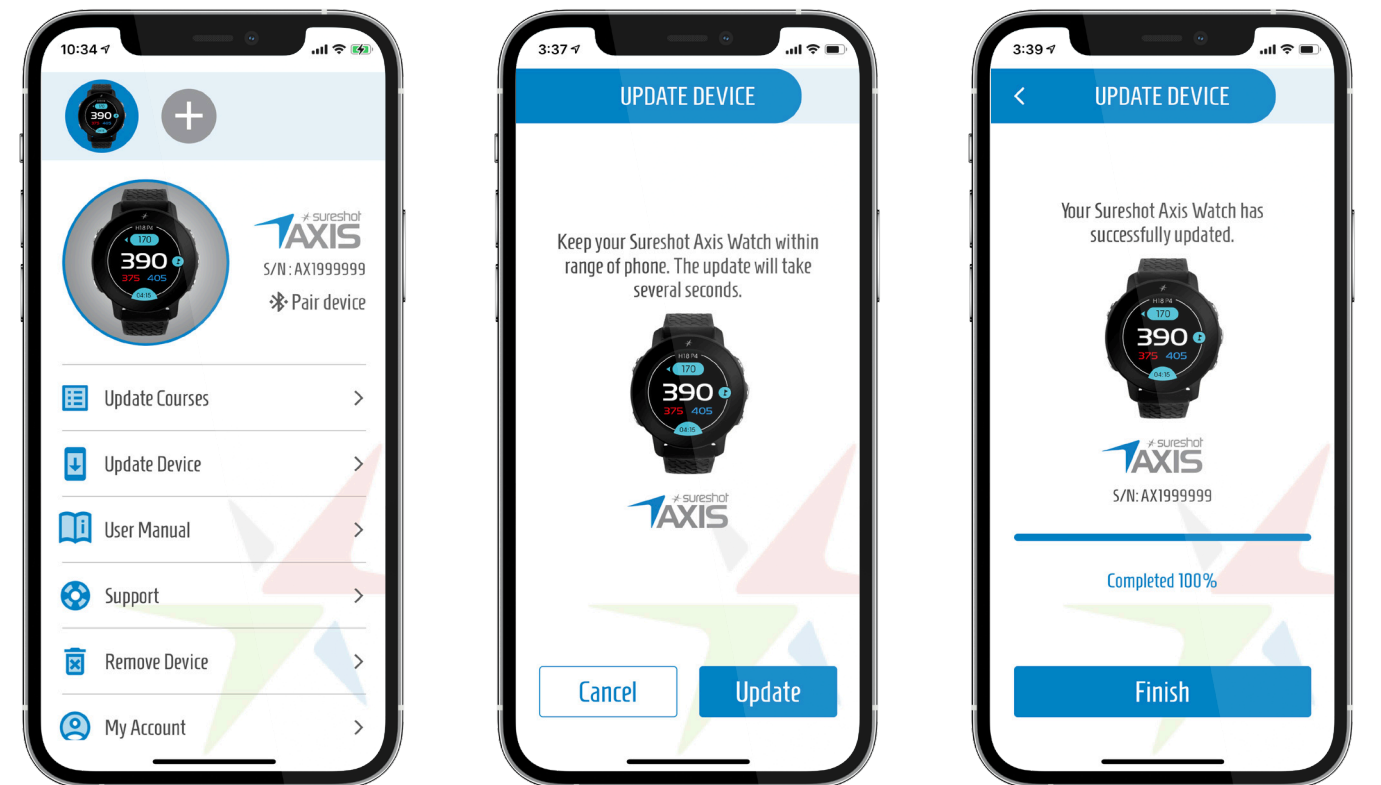 10:34
390
sureshot
AXIS
S/N : AX1999999
Pair device
H18 P4
170
390
375 405
04:15
Update Courses
Update Device
User Manual
Support
Remove Device
My Account
3:37
UPDATE DEVICE
Keep your Sureshot Axis Watch within
range of phone. The update will take
several seconds.
H18 P4
170
390
375 405
04:15
sureshot
AXIS
Cancel
Update
3:39
UPDATE DEVICE
Your Sureshot Axis Watch has
successfully updated.
H18 P4
170
390
375 405
04:15
sureshot
AXIS
S/N: AX1999999
Completed 100%
Finish